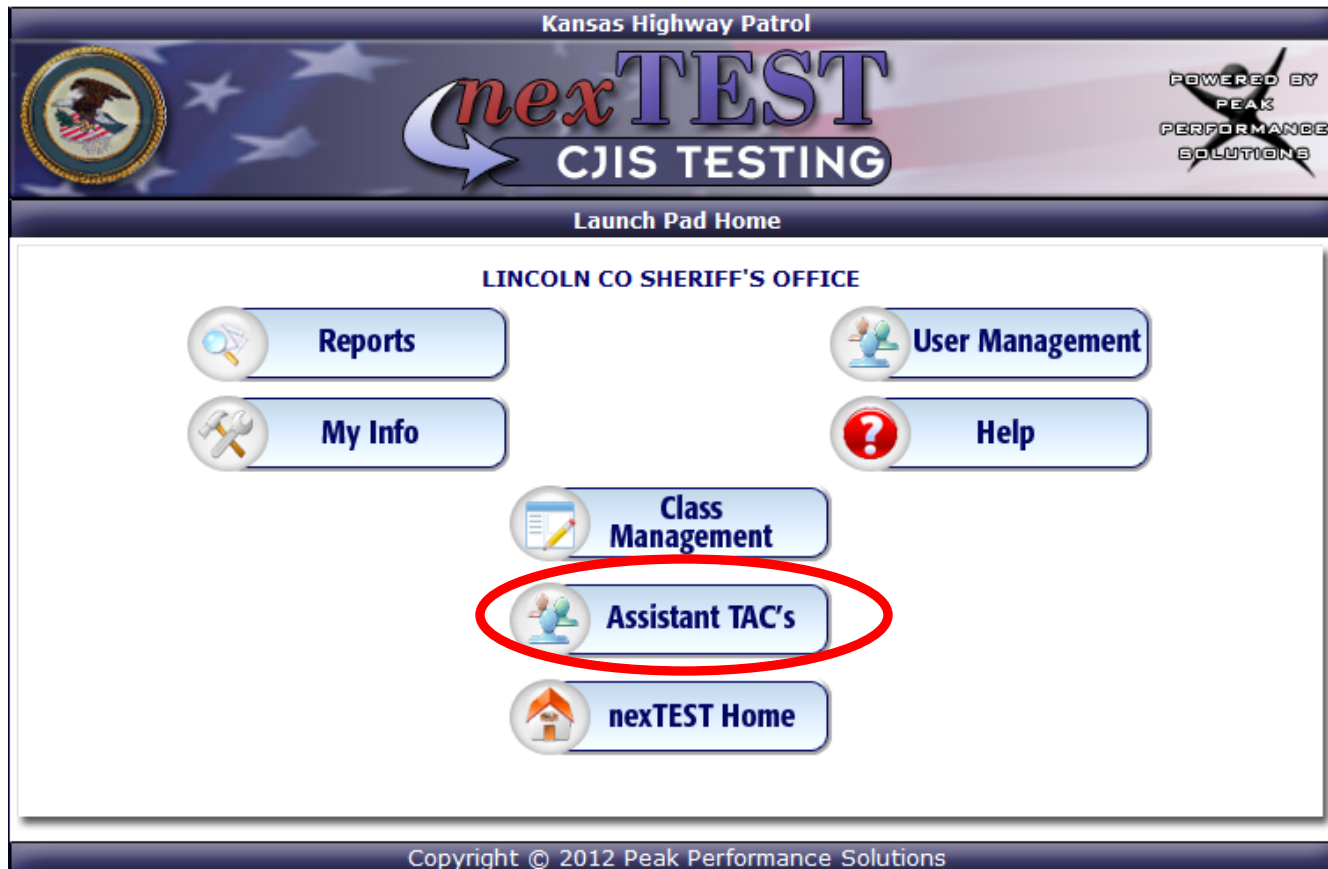 Kansas Highway Patrol
nexTEST
CJIS TESTING
POWERED BY
PEAK
PERFORMANCE
SOLUTIONS
Launch Pad Home
LINCOLN CO SHERIFF'S OFFICE
Reports
User Management
My Info
Help
Class
Management
Assistant TAC's
nexTEST Home
Copyright © 2012 Peak Performance Solutions